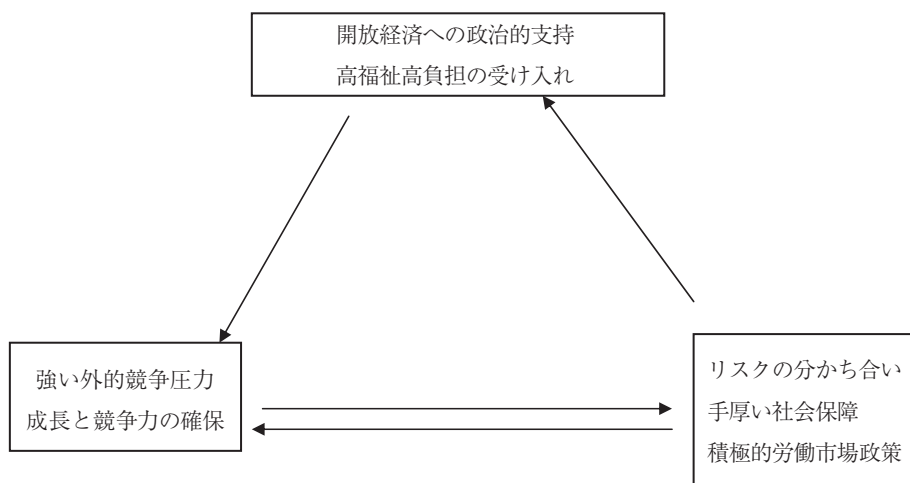 開放経済への政治的支持
高福祉高負担の受け入れ
強い外的競争圧力
成長と競争力の確保
リスクの分かち合い
手厚い社会保障
積極的労働市場政策